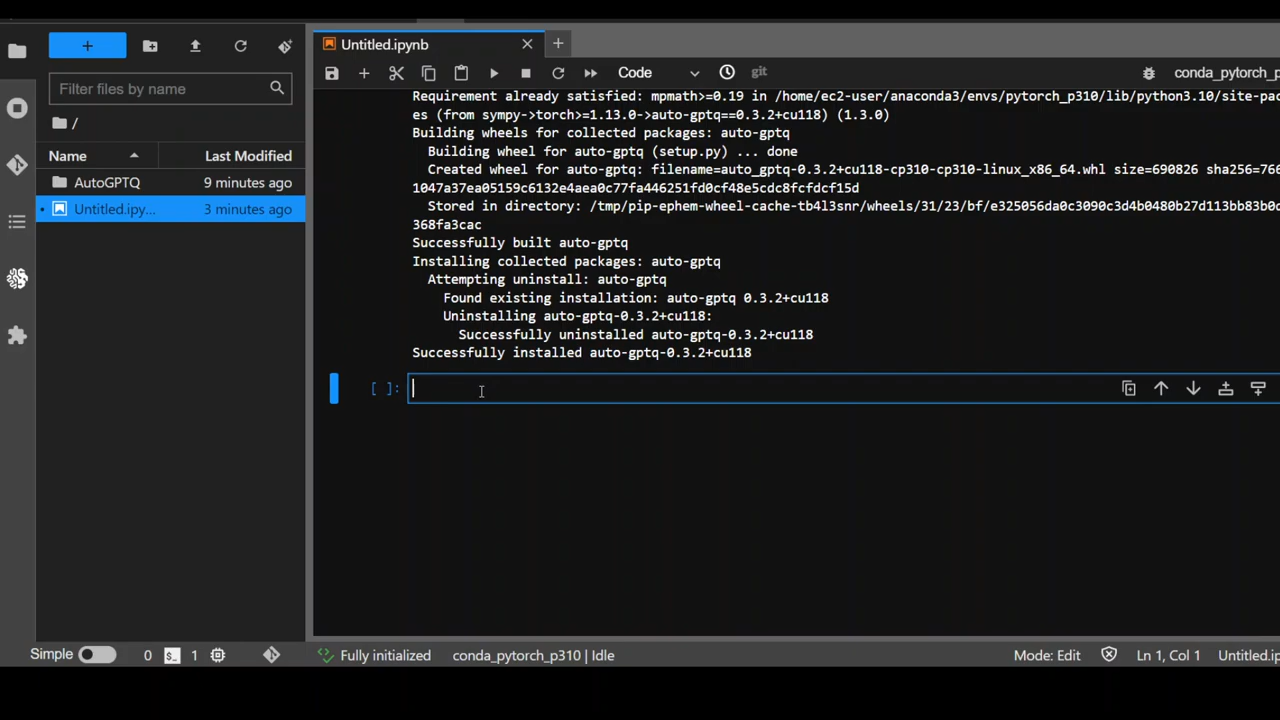 Untitled.ipynb
Filter files by name
Code
git
conda_pytorch_p
/
Name
Last Modified
AutoGPTQ
9 minutes ago
Untitled.ipy...
3 minutes ago
Requirement already satisfied: mpmath>=0.19 in /home/ec2-user/anaconda3/envs/pytorch_p310/lib/python3.10/site-pac
es (from sympy->torch>=1.13.0->auto-gptq==0.3.2+cu118) (1.3.0)
Building wheels for collected packages: auto-gptq
Building wheel for auto-gptq (setup.py) ... done
Created wheel for auto-gptq: filename=auto_gptq-0.3.2+cu118-cp310-cp310-linux_x86_64.whl size=690826 sha256=766
1047a37ea05159c6132e4aea0c77fa446251fd0cf48e5cdc8fcfdcf15d
Stored in directory: /tmp/pip-ephem-wheel-cache-tb4l3snr/wheels/31/23/bf/e325056da0c3090c3d4b0480b27d113bb83b0c
368fa3cac
Successfully built auto-gptq
Installing collected packages: auto-gptq
Attempting uninstall: auto-gptq
Found existing installation: auto-gptq 0.3.2+cu118
Uninstalling auto-gptq-0.3.2+cu118:
Successfully uninstalled auto-gptq-0.3.2+cu118
Successfully installed auto-gptq-0.3.2+cu118
[ ]:
Simple
0
1
Fully initialized
conda_pytorch_p310 | Idle
Mode: Edit
Ln 1, Col 1
Untitled.ip